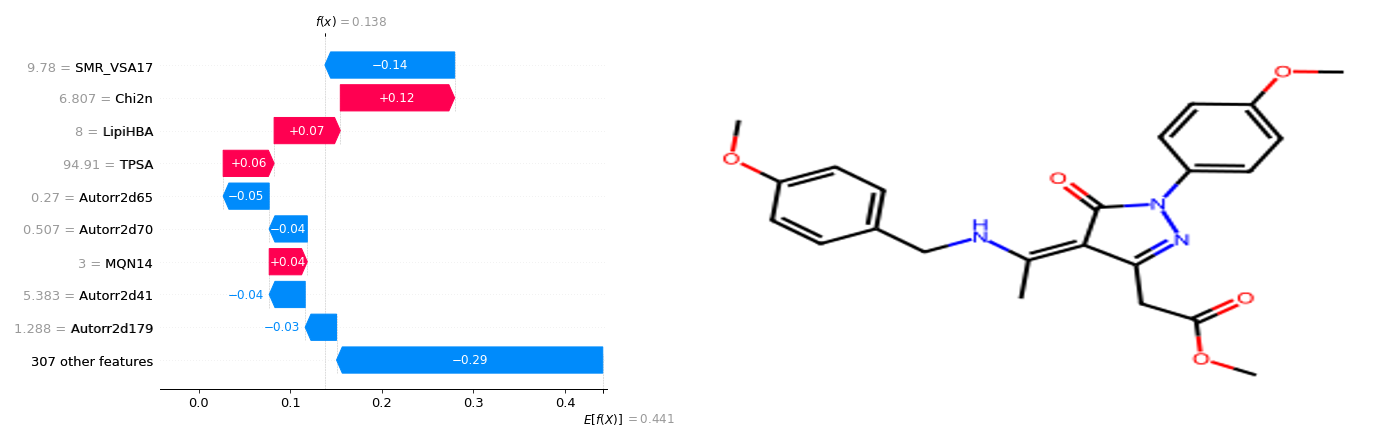 f(x) = 0.138
9.78 = SMR_VSA17
−0.14
6.807 = Chi2n
+0.12
8 = LipiHBA
+0.07
94.91 = TPSA
+0.06
0.27 = Autorr2d65
−0.05
0.507 = Autorr2d70
−0.04
3 = MQN14
+0.04
5.383 = Autorr2d41
−0.04
1.288 = Autorr2d179
−0.03
307 other features
−0.29
0.0 0.1 0.2 0.3 0.4
E[f(X)] = 0.441
O
O
O
N
H
N
N
O
O